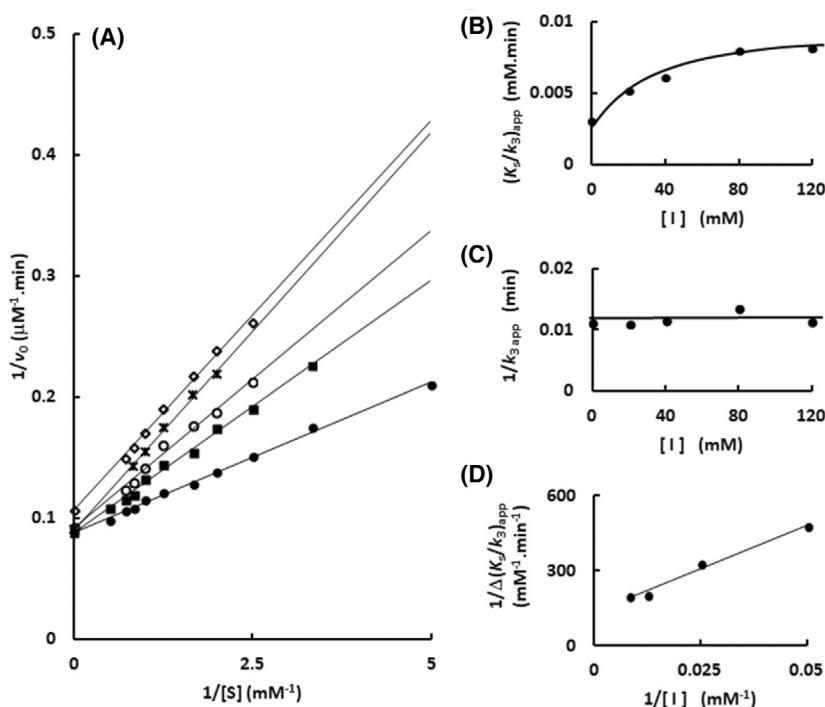 (A)
0.5
0.4
0.3
0.2
0.1
0
0
2.5
5
1/v₀ (µM⁻¹.min)
1/[S] (mM⁻¹)
(B)
0.01
0.005
0
0
40
80
120
(Kₛ/k₃)ₐₚₚ (mM.min)
[ I ] (mM)
(C)
0.02
0.01
0
0
40
80
120
1/k₃ ₐₚₚ (min)
[ I ] (mM)
(D)
600
300
0
0
0.025
0.05
1/Δ(Kₛ/k₃)ₐₚₚ
(mM⁻¹.min⁻¹)
1/[ I ] (mM⁻¹)